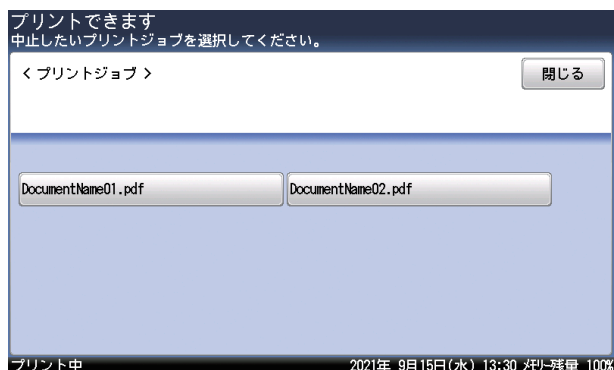 プリントできます
中止したいプリントジョブを選択してください。
<プリントジョブ>
閉じる
DocumentName01.pdf
DocumentName02.pdf
プリント中
2021年 9月15日(水) 13:30 メモリー残量 100%